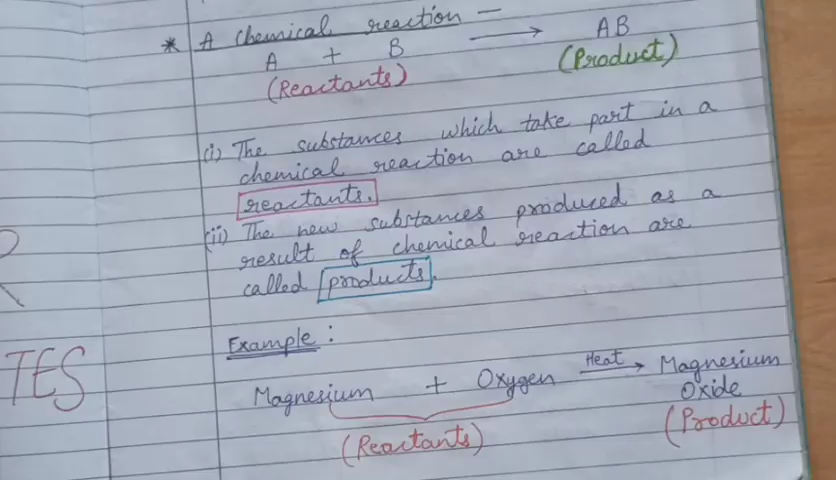 * A chemical reaction —
A + B ⟶ AB
(Reactants) (Product)
(i) The substances which take part in a
chemical reaction are called
reactants.
(ii) The new substances produced as a
result of chemical reaction are
called products.
Example:
Magnesium + Oxygen Heat⟶ Magnesium
Oxide
(Reactants) (Product)
TES